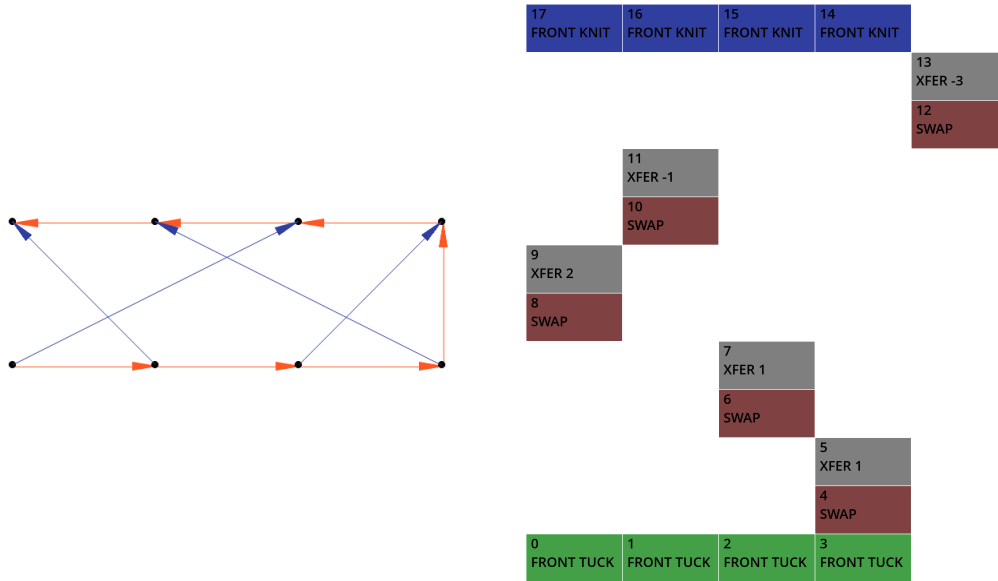 17
FRONT KNIT
16
FRONT KNIT
15
FRONT KNIT
14
FRONT KNIT
13
XFER -3
12
SWAP
11
XFER -1
10
SWAP
9
XFER 2
8
SWAP
7
XFER 1
6
SWAP
5
XFER 1
4
SWAP
0
FRONT TUCK
1
FRONT TUCK
2
FRONT TUCK
3
FRONT TUCK